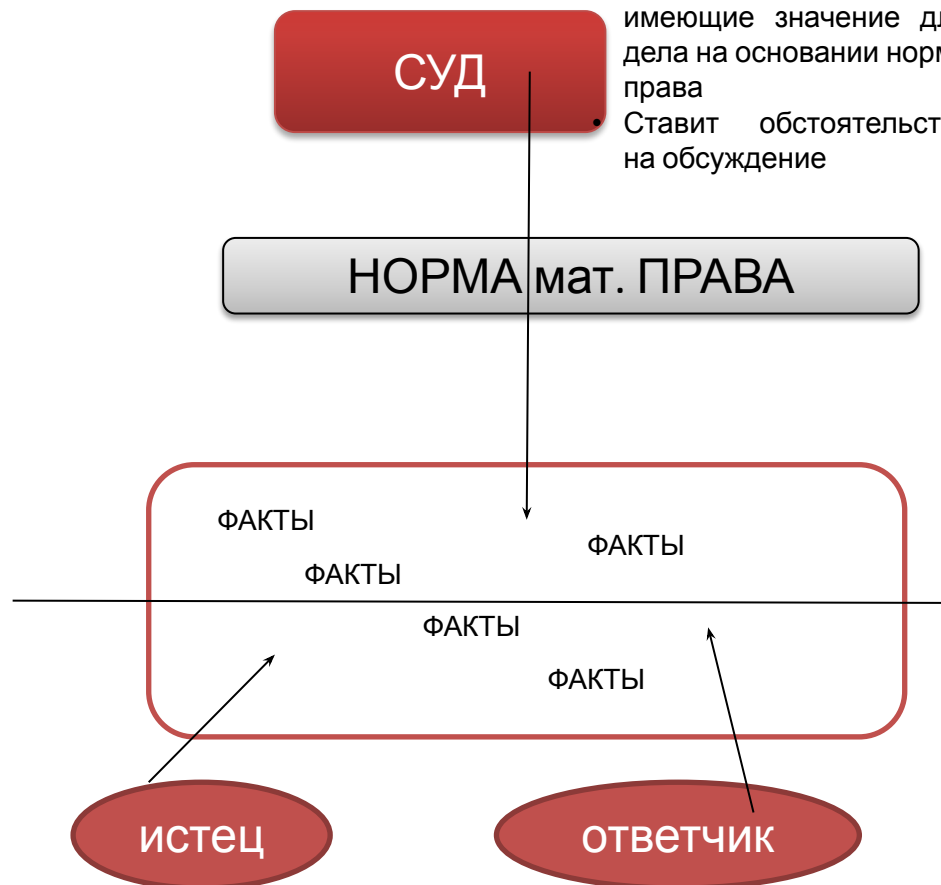 имеющие значение дл
дела на основании норм
права
• Ставит обстоятельст
на обсуждение
СУД
НОРМА мат. ПРАВА
ФАКТЫ
ФАКТЫ
ФАКТЫ
ФАКТЫ
ФАКТЫ
истец
ответчик